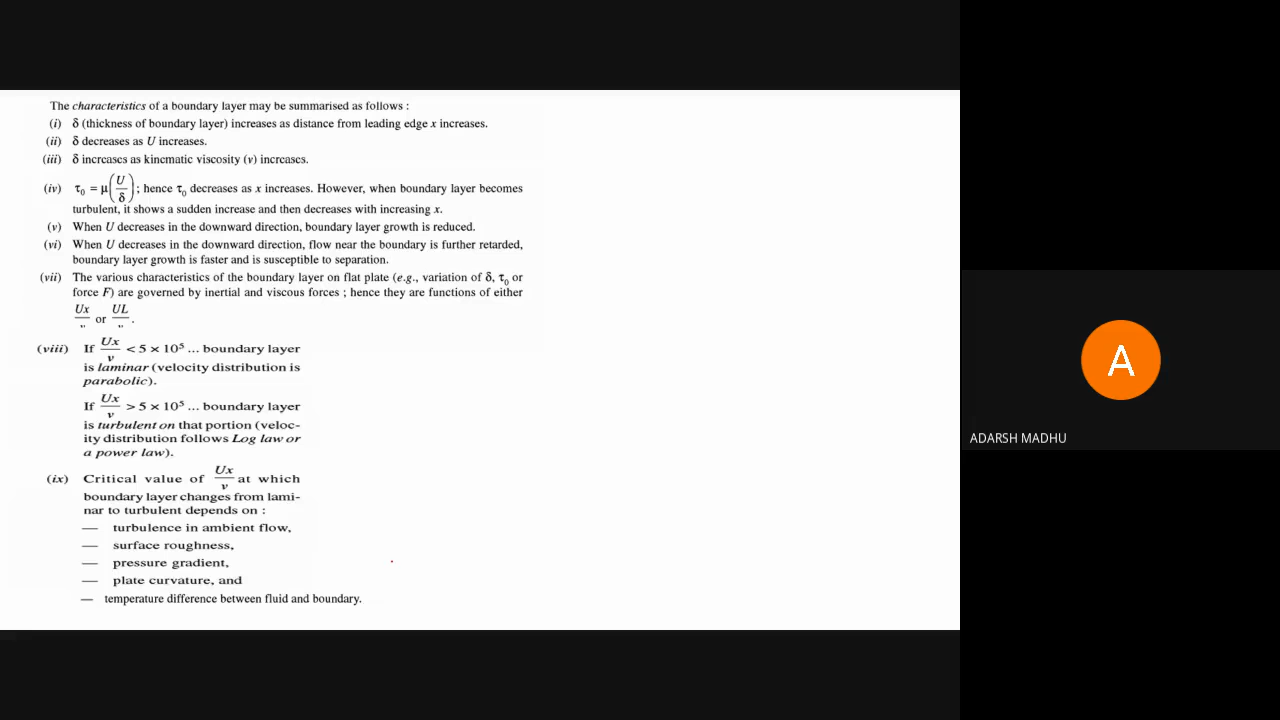 The characteristics of a boundary layer may be summarised as follows :
(i) δ (thickness of boundary layer) increases as distance from leading edge x increases.
(ii) δ decreases as U increases.
(iii) δ increases as kinematic viscosity (ν) increases.
(iv) τ₀ = μ(U/δ); hence τ₀ decreases as x increases. However, when boundary layer becomes
turbulent, it shows a sudden increase and then decreases with increasing x.
(v) When U decreases in the downward direction, boundary layer growth is reduced.
(vi) When U decreases in the downward direction, flow near the boundary is further retarded,
boundary layer growth is faster and is susceptible to separation.
(vii) The various characteristics of the boundary layer on flat plate (e.g., variation of δ, τ₀ or
force F) are governed by inertial and viscous forces ; hence they are functions of either
Ux/ν or UL/ν.
(viii) If Ux/ν < 5 × 10⁵ ... boundary layer
is laminar (velocity distribution is
parabolic).
If Ux/ν > 5 × 10⁵ ... boundary layer
is turbulent on that portion (veloc-
ity distribution follows Log law or
a power law).
(ix) Critical value of Ux/ν at which
boundary layer changes from lami-
nar to turbulent depends on :
— turbulence in ambient flow,
— surface roughness,
— pressure gradient,
— plate curvature, and
— temperature difference between fluid and boundary.
A
ADARSH MADHU